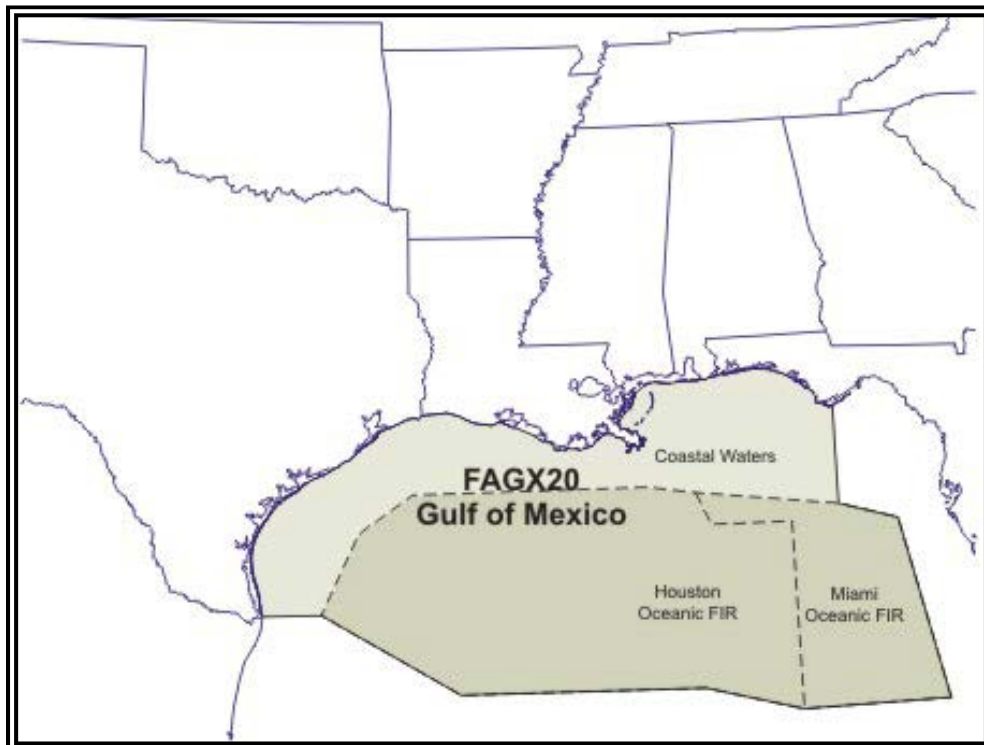 Coastal Waters
FAGX20
Gulf of Mexico
Houston
Oceanic FIR
Miami
Oceanic FIR